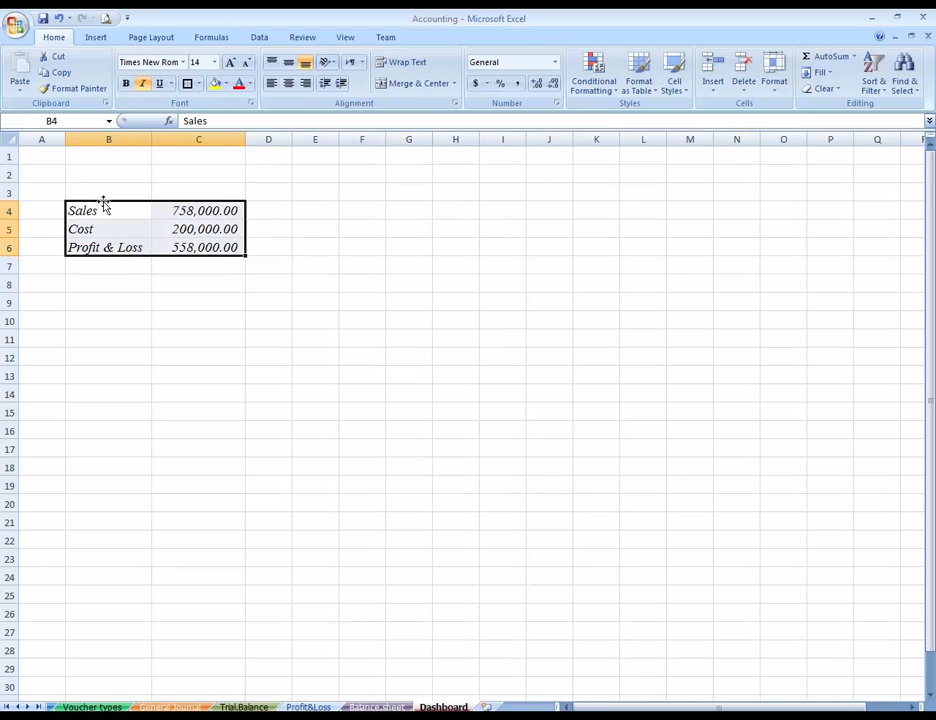 Accounting - Microsoft Excel
Home Insert Page Layout Formulas Data Review View Team
Paste
Cut
Copy
Format Painter
Clipboard
Times New Rom 14
B I U
Font
Wrap Text
Merge & Center
Alignment
General
$ % ,
Number
Conditional Formatting
Format as Table
Cell Styles
Styles
Insert Delete Format
Cells
Σ AutoSum
Fill
Clear
Sort & Filter
Find & Select
Editing
B4 fx Sales
A B C D E F G H I J K L M N O P Q
1
2
3
4 Sales 758,000.00
5 Cost 200,000.00
6 Profit & Loss 558,000.00
7
8
9
10
11
12
13
14
15
16
17
18
19
20
21
22
23
24
25
26
27
28
29
30
Voucher types General Journal Trial.Balance Profit&Loss Balance.sheet Dashboard